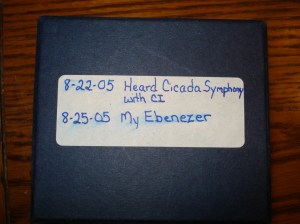 8-22-05 Heard Cicada Symphony
with CI
8-25-05 My Ebenezer